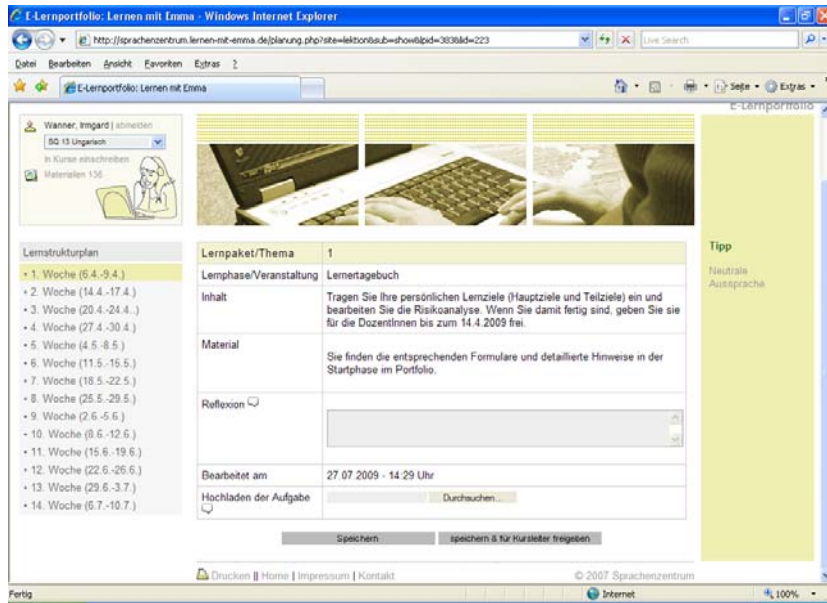 E-Lernportfolio: Lernen mit Emma - Windows Internet Explorer
http://sprachenzentrum.lernen-mit-emma.de/planung.php?site=lektion&sub=show&lpid=383&lid=223
Live Search
Datei Bearbeiten Ansicht Favoriten Extras ?
E-Lernportfolio: Lernen mit Emma
Seite Extras
E-Lernportfolio
Wanner, Irmgard | abmelden
SQ 13 Ungarisch
In Kurse einschreiben
Materialien 136
Lernstrukturplan
1. Woche (6.4.-9.4.)
2. Woche (14.4.-17.4.)
3. Woche (20.4.-24.4..)
4. Woche (27.4.-30.4.)
5. Woche (4.5.-8.5.)
6. Woche (11.5.-15.5.)
7. Woche (18.5.-22.5.)
8. Woche (25.5.-29.5.)
9. Woche (2.6.-5.6.)
10. Woche (8.6.-12.6.)
11. Woche (15.6.-19.6.)
12. Woche (22.6.-26.6.)
13. Woche (29.6.-3.7.)
14. Woche (6.7.-10.7.)
Lernpaket/Thema 1
Lernphase/Veranstaltung Lernertagebuch
Inhalt Tragen Sie Ihre persönlichen Lernziele (Hauptziele und Teilziele) ein und
bearbeiten Sie die Risikoanalyse. Wenn Sie damit fertig sind, geben Sie sie
für die DozentInnen bis zum 14.4.2009 frei.
Material
Sie finden die entsprechenden Formulare und detaillierte Hinweise in der
Startphase im Portfolio.
Reflexion
Bearbeitet am 27.07.2009 - 14:29 Uhr
Hochladen der Aufgabe Durchsuchen...
Speichern speichern & für Kursleiter freigeben
Drucken || Home | Impressum | Kontakt © 2007 Sprachenzentrum
Tipp
Neutrale
Aussprache
Fertig Internet 100%